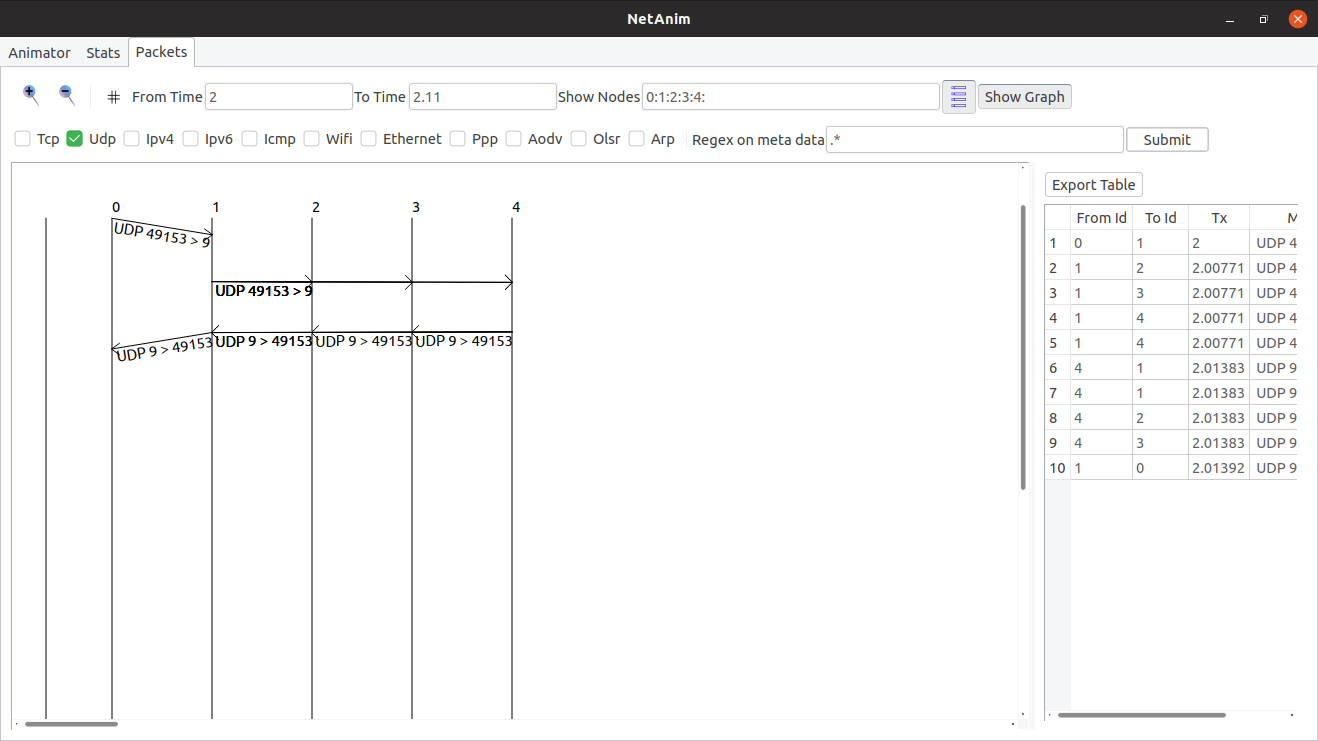 NetAnim
Animator Stats Packets
# From Time 2 To Time 2.11 Show Nodes 0:1:2:3:4: Show Graph
Tcp Udp Ipv4 Ipv6 Icmp Wifi Ethernet Ppp Aodv Olsr Arp Regex on meta data .* Submit
Export Table
0 1 2 3 4
UDP 49153 > 9
UDP 49153 > 9
UDP 9 > 49153 UDP 9 > 49153 UDP 9 > 49153 UDP 9 > 49153
From Id To Id Tx M
1 0 1 2 UDP 4
2 1 2 2.00771 UDP 4
3 1 3 2.00771 UDP 4
4 1 4 2.00771 UDP 4
5 1 4 2.00771 UDP 4
6 4 1 2.01383 UDP 9
7 4 1 2.01383 UDP 9
8 4 2 2.01383 UDP 9
9 4 3 2.01383 UDP 9
10 1 0 2.01392 UDP 9